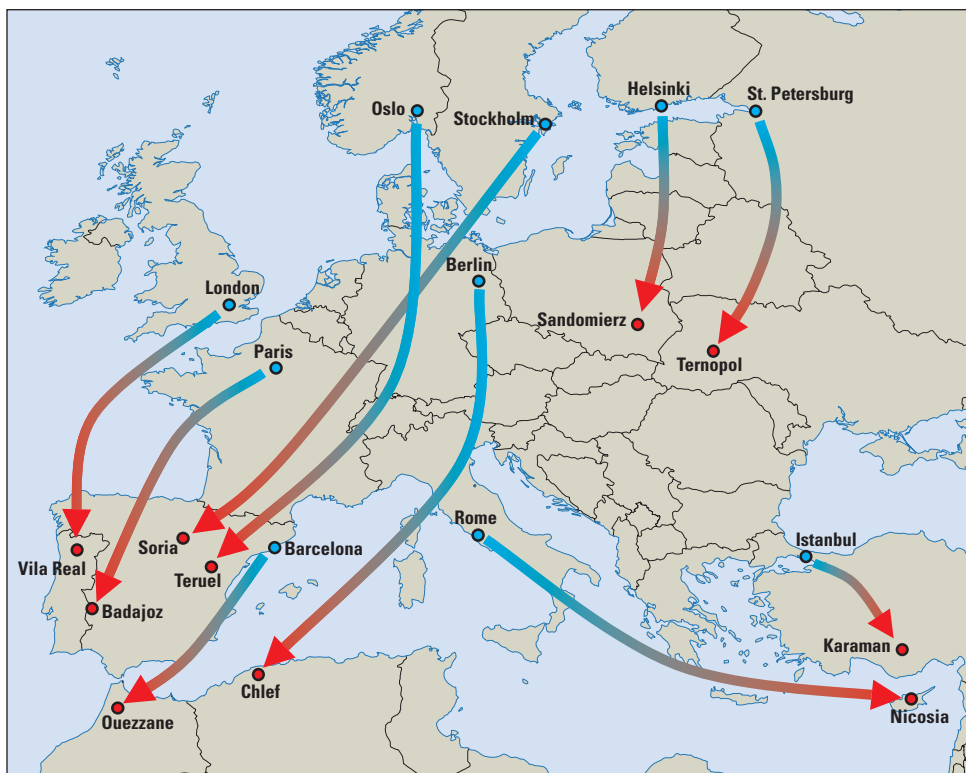 Oslo
Stockholm
Helsinki
St. Petersburg
London
Berlin
Paris
Sandomierz
Ternopol
Rome
Istanbul
Soria
Barcelona
Vila Real
Teruel
Badajoz
Karaman
Chlef
Ouezzane
Nicosia